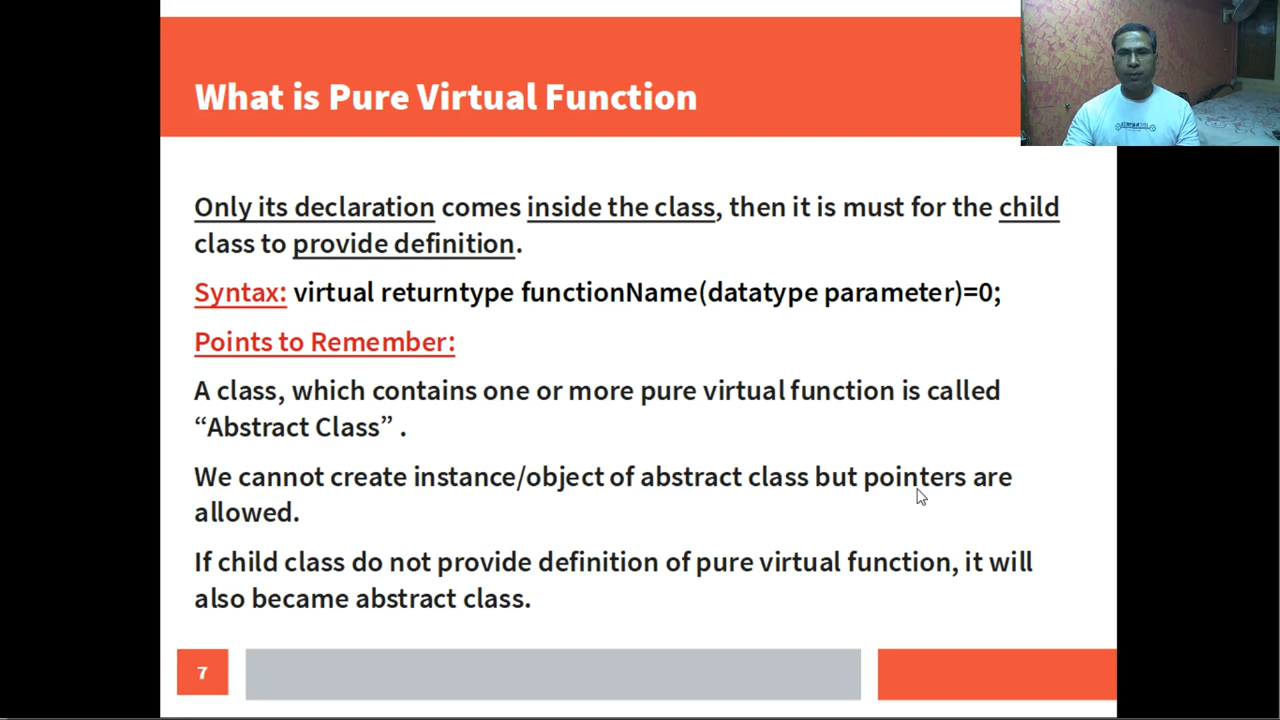 What is Pure Virtual Function
Only its declaration comes inside the class, then it is must for the child
class to provide definition.
Syntax: virtual returntype functionName(datatype parameter)=0;
Points to Remember:
A class, which contains one or more pure virtual function is called
“Abstract Class” .
We cannot create instance/object of abstract class but pointers are
allowed.
If child class do not provide definition of pure virtual function, it will
also became abstract class.
7